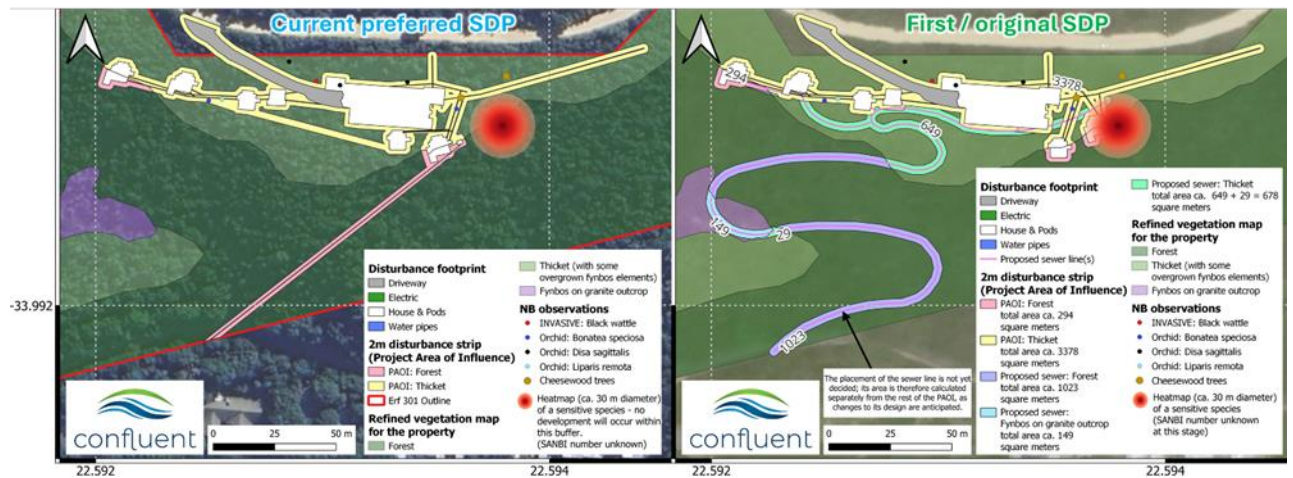 Current preferred SDP
First / original SDP
-33.992
Disturbance footprint
Driveway
Electric
House & Pods
Water pipes
2m disturbance strip
(Project Area of Influence)
PAOI: Forest
PAOI: Thicket
Erf 301 Outline
Refined vegetation map
for the property
Forest
Thicket (with some
overgrown fynbos elements)
Fynbos on granite outcrop
NB observations
INVASIVE: Black wattle
Orchid: Bonatea speciosa
Orchid: Disa sagittalis
Orchid: Liparis remota
Cheesewood trees
Heatmap (ca. 30 m diameter)
of a sensitive species - no
development will occur within
this buffer.
(SANBI number unknown)
confluent
0 25 50 m
22.592
22.594
294
3378
649
149
29
1023
The placement of the sewer line is not yet
decided; its area is therefore calculated
separately from the rest of the PAOI, as
changes to its design are anticipated.
Disturbance footprint
Driveway
Electric
House & Pods
Water pipes
Proposed sewer line(s)
2m disturbance strip
(Project Area of Influence)
PAOI: Forest
total area ca. 294
square meters
PAOI: Thicket
total area ca. 3378
square meters
Proposed sewer: Forest
total area ca. 1023
square meters
Proposed sewer:
Fynbos on granite outcrop
total area ca. 149
square meters
Proposed sewer: Thicket
total area ca. 649 + 29 = 678
square meters
Refined vegetation map
for the property
Forest
Thicket (with some
overgrown fynbos elements)
Fynbos on granite outcrop
NB observations
INVASIVE: Black wattle
Orchid: Bonatea speciosa
Orchid: Disa sagittalis
Orchid: Liparis remota
Cheesewood trees
Heatmap (ca. 30 m diameter)
of a sensitive species - no
development will occur within
this buffer.
(SANBI number unknown
at this stage)
confluent
0 25 50 m
22.592
22.594